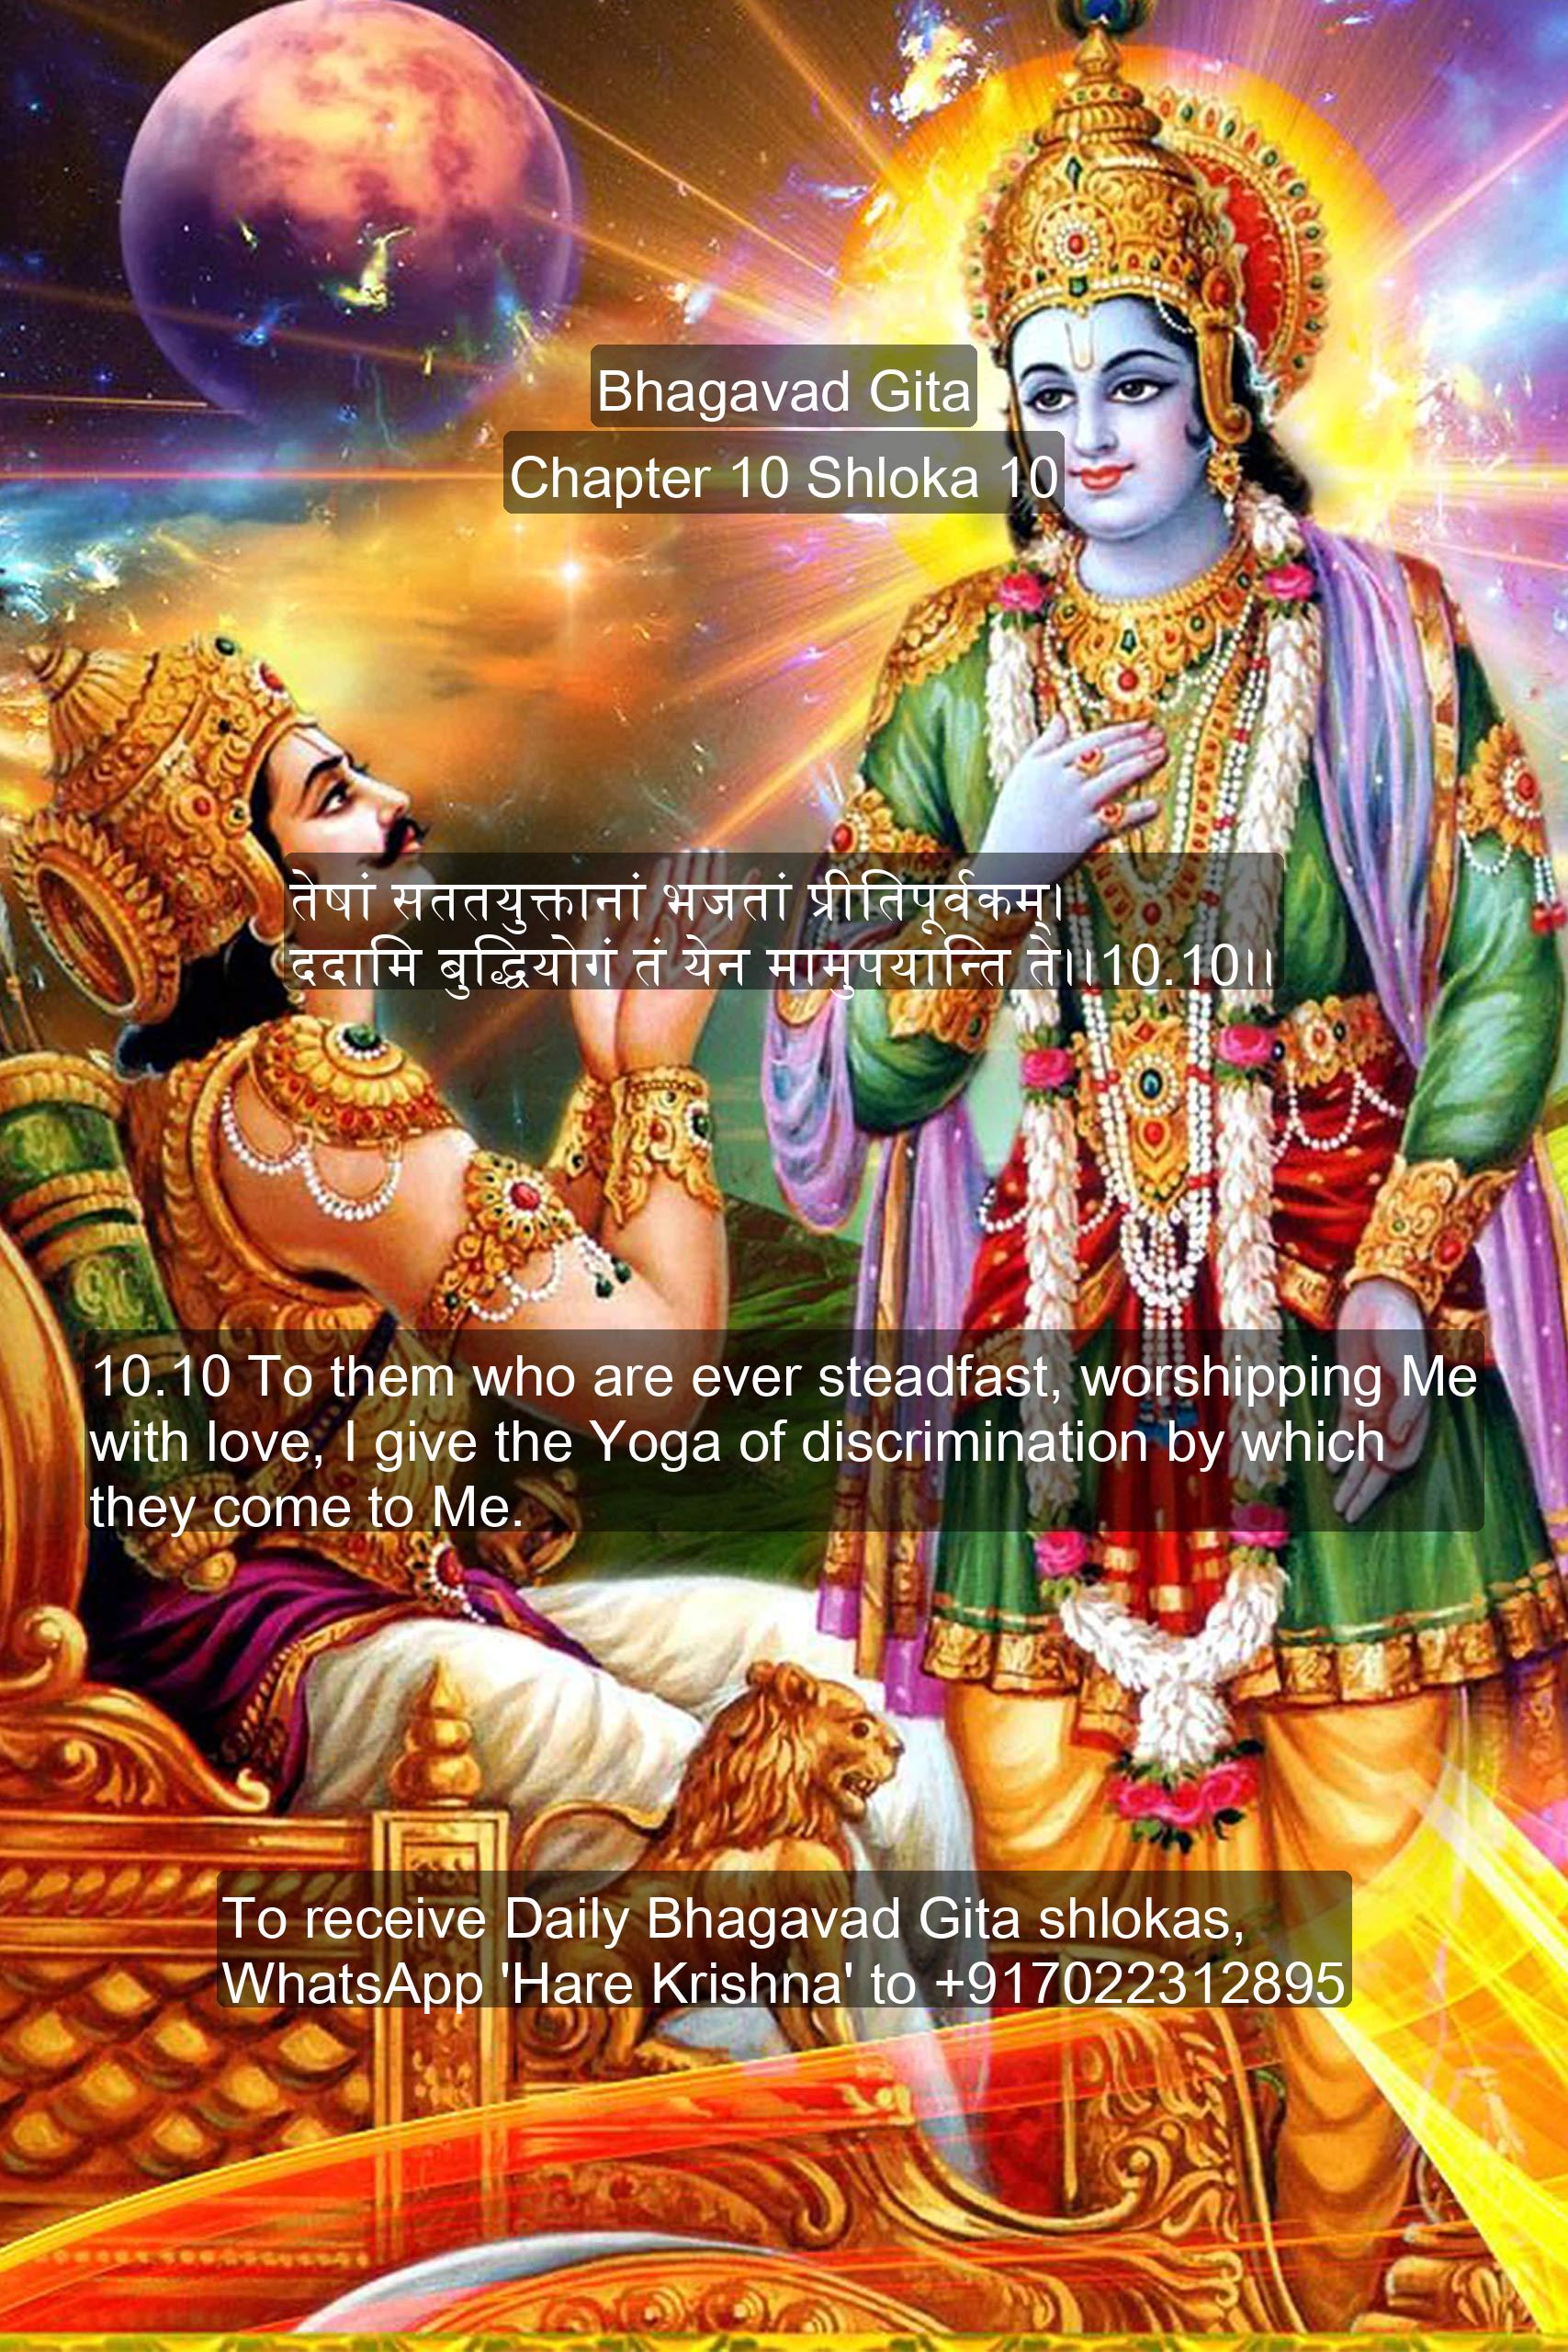 Bhagavad Gita
Chapter 10 Shloka 10
तेषां सततयुक्तानां भजतां प्रीतिपूर्वकम्।
ददामि बुद्धियोगं तं येन मामुपयान्ति ते।।10.10।।
10.10 To them who are ever steadfast, worshipping Me
with love, I give the Yoga of discrimination by which
they come to Me.
To receive Daily Bhagavad Gita shlokas,
WhatsApp 'Hare Krishna' to +917022312895